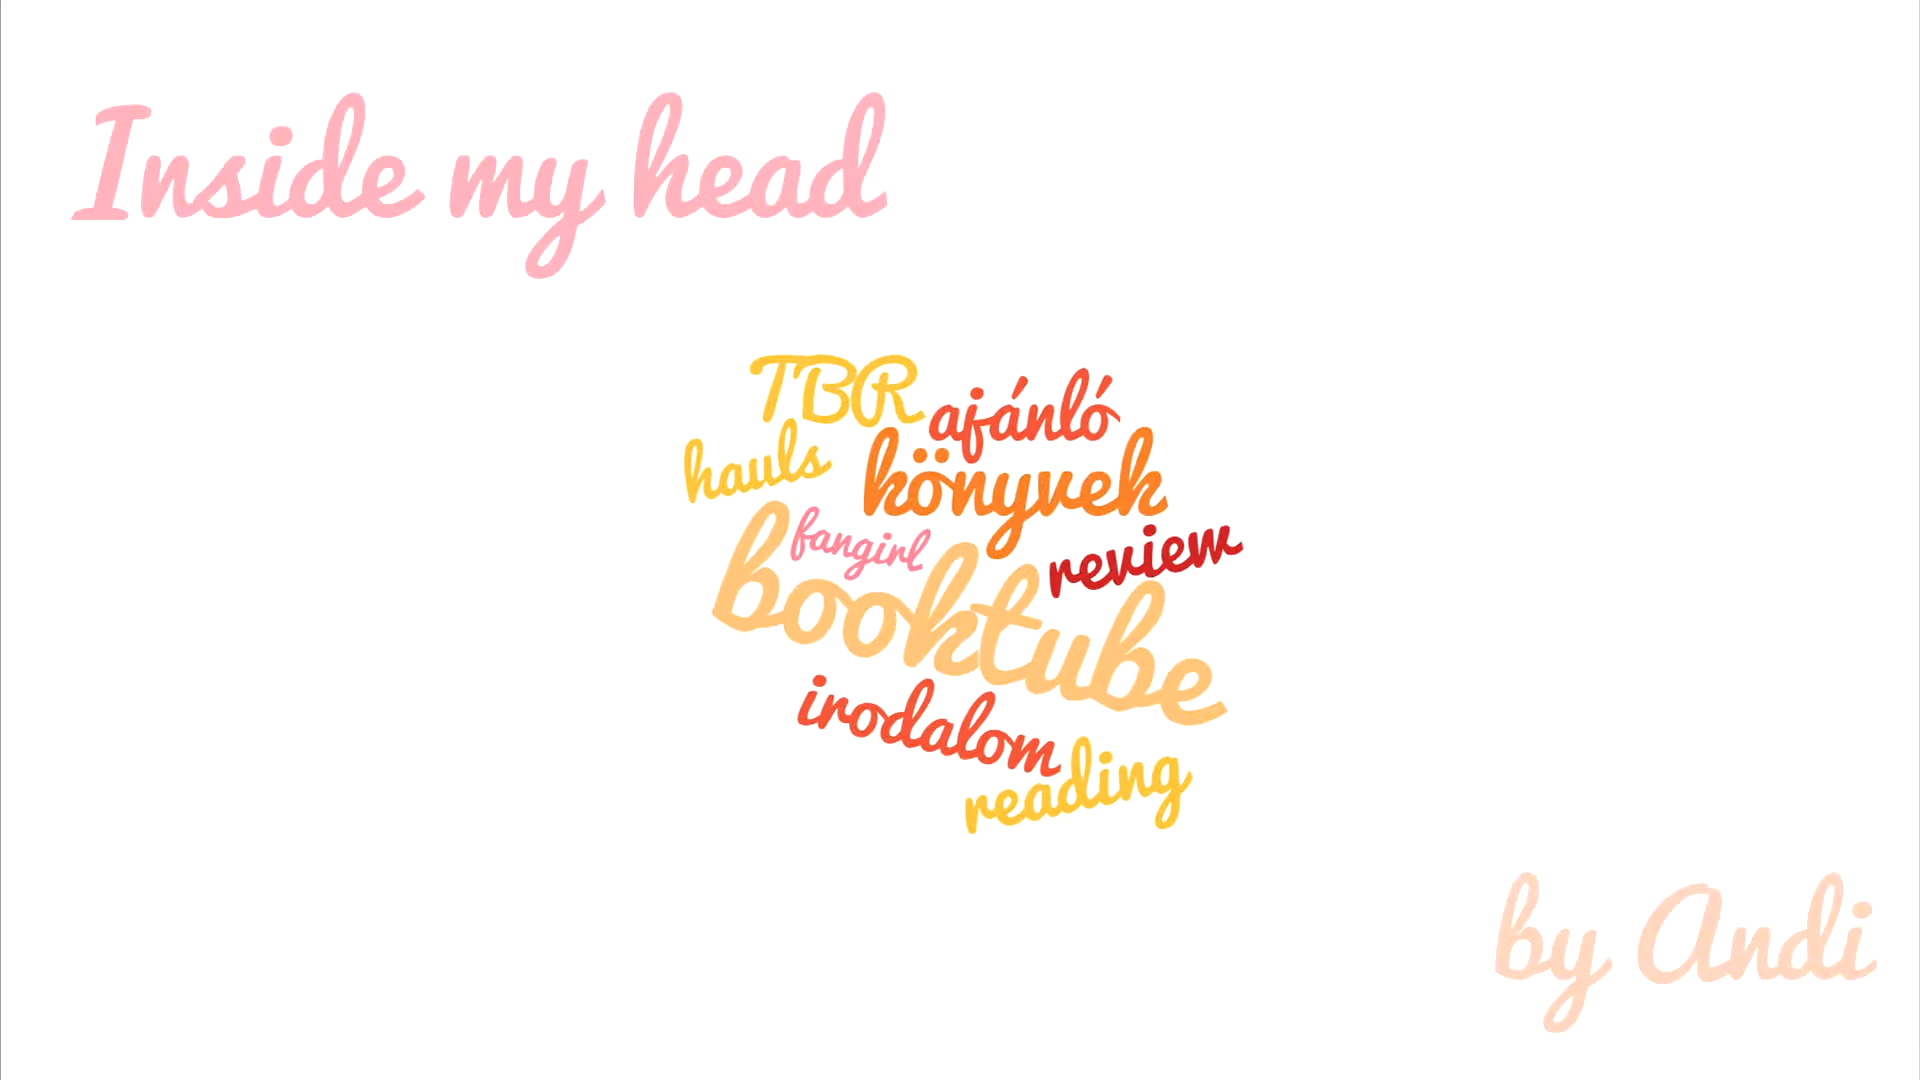 Inside my head
TBR
ajánló
hauls
könyvek
fangirl
review
booktube
irodalom
reading
by Andi